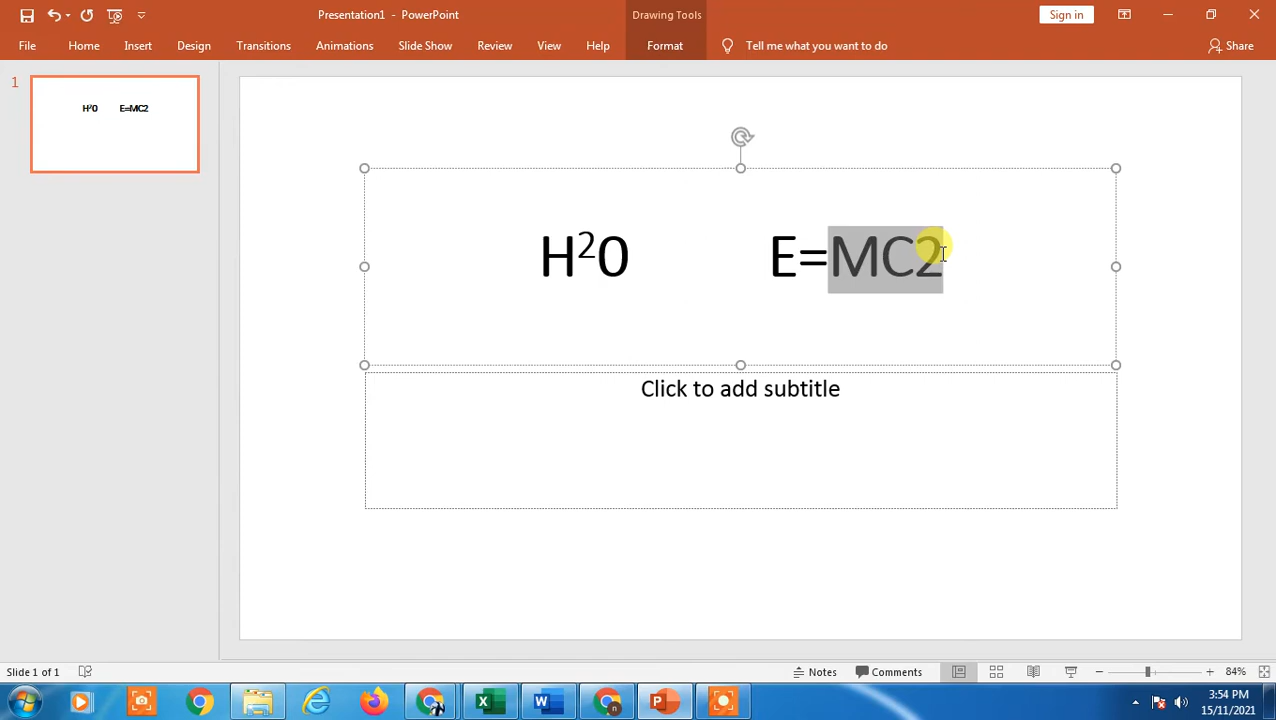 Presentation1 - PowerPoint
Drawing Tools
Sign in
File Home Insert Design Transitions Animations Slide Show Review View Help Format Tell me what you want to do Share
1
H²0 E=MC2
H²0 E=MC2
Click to add subtitle
Slide 1 of 1
Notes Comments 84%
3:54 PM
15/11/2021